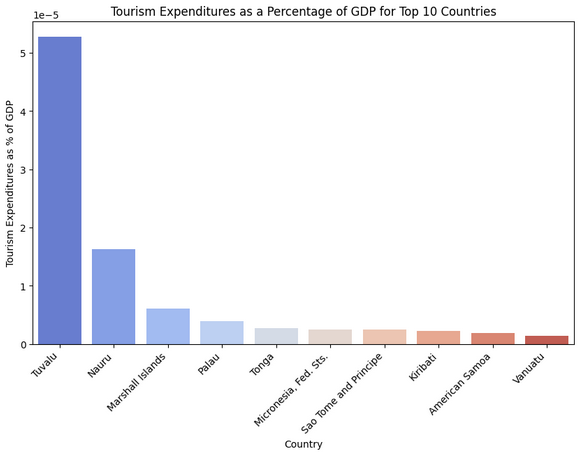 Tourism Expenditures as a Percentage of GDP for Top 10 Countries
1e−5
5
4
3
2
1
0
Tourism Expenditures as % of GDP
Tuvalu
Nauru
Marshall Islands
Palau
Tonga
Micronesia, Fed. Sts.
Sao Tome and Principe
Kiribati
American Samoa
Vanuatu
Country